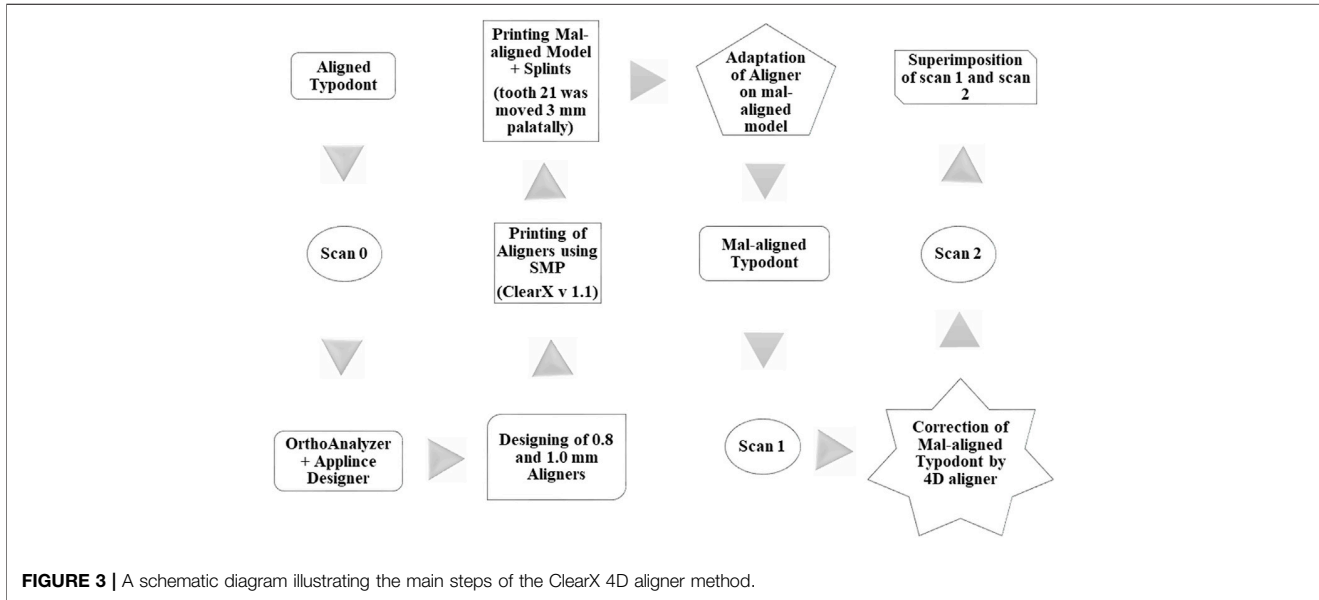 Aligned
Typodont
Scan 0
OrthoAnalyzer
+ Applince
Designer
Designing of 0.8
and 1.0 mm
Aligners
Printing of
Aligners using
SMP
(ClearX v 1.1)
Printing Mal-
aligned Model
+ Splints
(tooth 21 was
moved 3 mm
palatally)
Adaptation
of Aligner
on mal-
aligned
model
Mal-aligned
Typodont
Scan 1
Correction of
Mal-aligned
Typodont by
4D aligner
Scan 2
Superimposition
of scan 1 and scan
2
FIGURE 3 | A schematic diagram illustrating the main steps of the ClearX 4D aligner method.